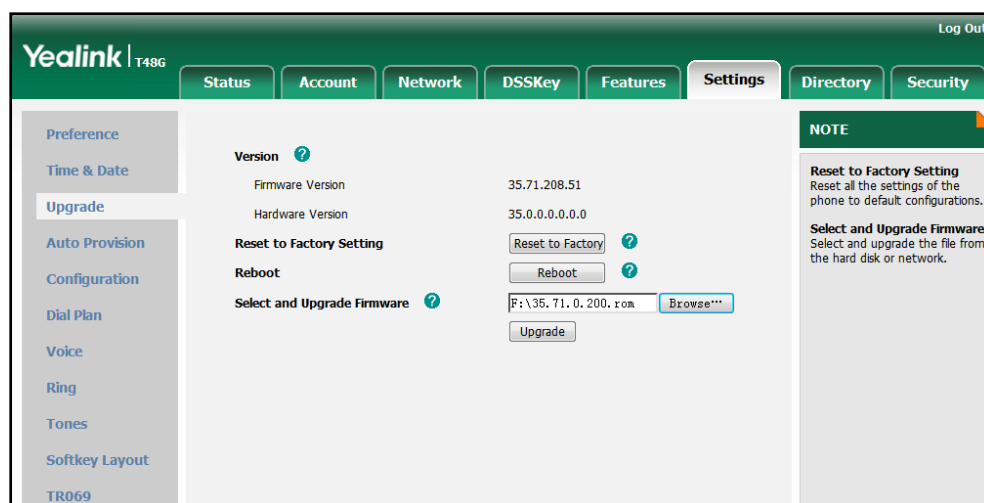 Log Out
Yealink | T48G
Status Account Network DSSKey Features Settings Directory Security
Preference
Time & Date
Upgrade
Auto Provision
Configuration
Dial Plan
Voice
Ring
Tones
Softkey Layout
TR069
Version ?
Firmware Version 35.71.208.51
Hardware Version 35.0.0.0.0.0.0
Reset to Factory Setting Reset to Factory ?
Reboot Reboot ?
Select and Upgrade Firmware ? F:\35.71.0.200.rom Browse...
Upgrade
NOTE
Reset to Factory Setting
Reset all the settings of the
phone to default configurations.
Select and Upgrade Firmware
Select and upgrade the file from
the hard disk or network.